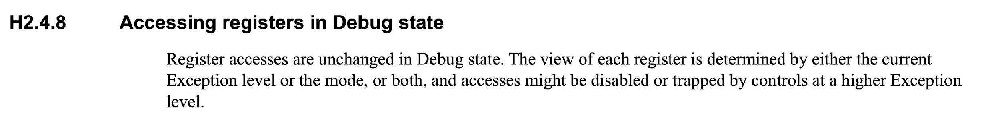 H2.4.8 Accessing registers in Debug state
Register accesses are unchanged in Debug state. The view of each register is determined by either the current
Exception level or the mode, or both, and accesses might be disabled or trapped by controls at a higher Exception
level.